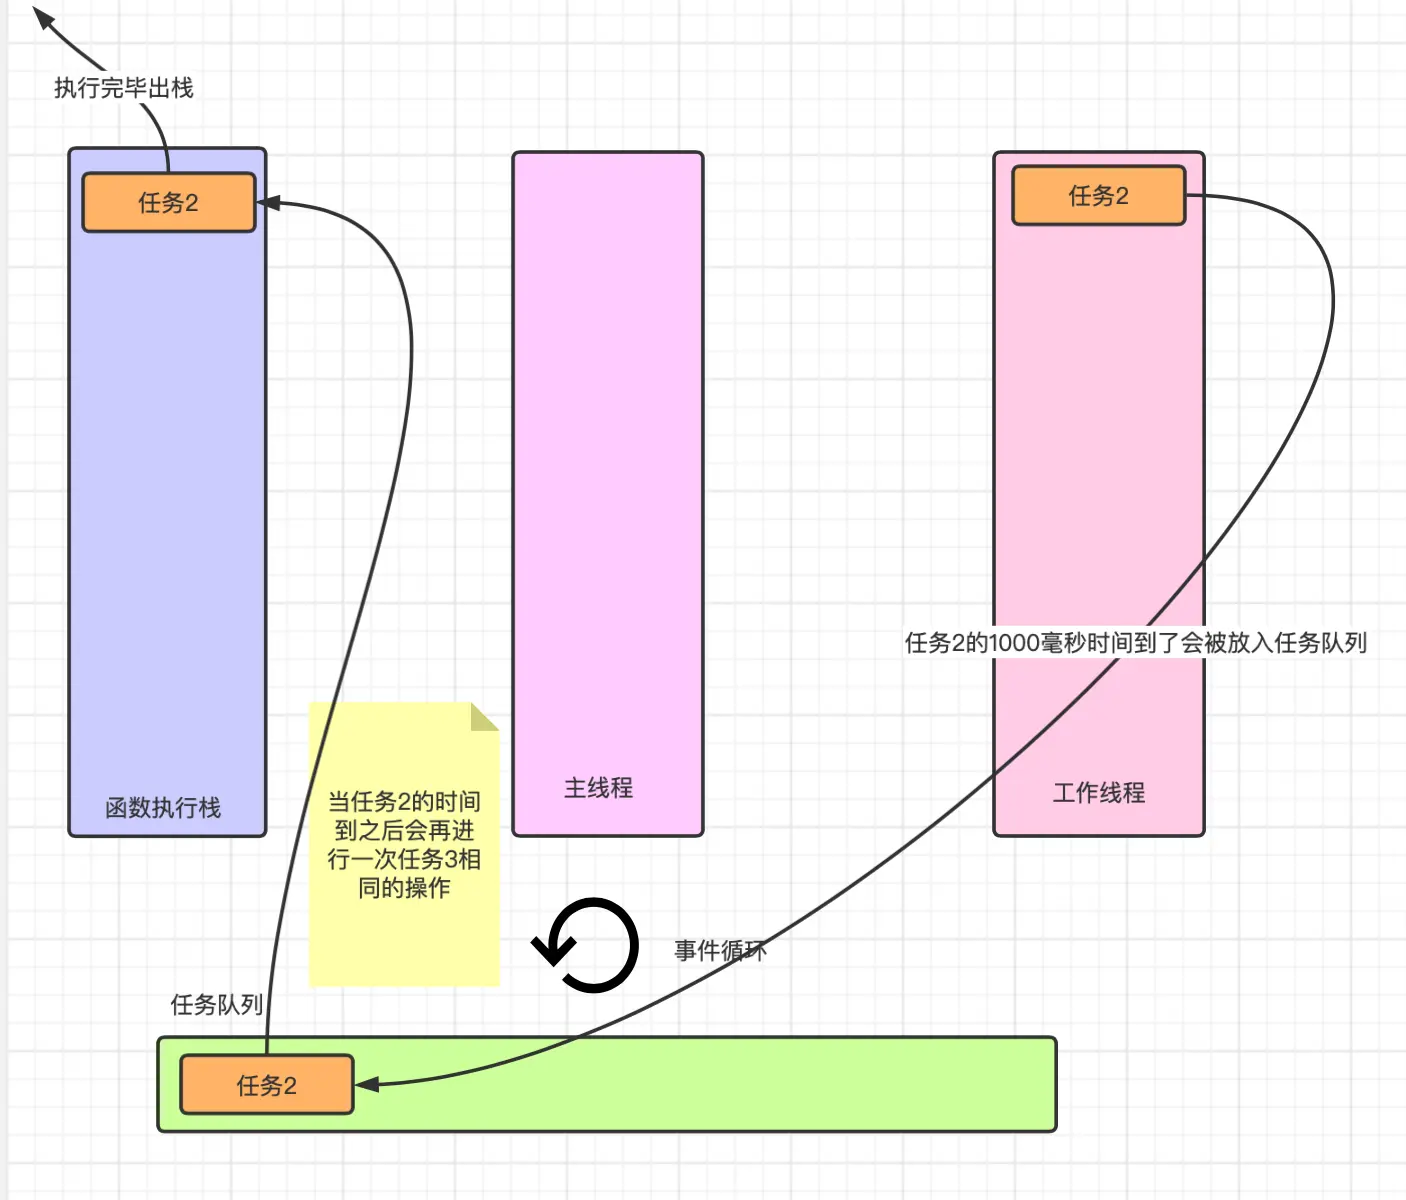 执行完毕出栈
任务2
任务2
任务2的1000毫秒时间到了会被放入任务队列
函数执行栈
主线程
工作线程
当任务2的时间
到之后会再进
行一次任务3相
同的操作
事件循环
任务队列
任务2